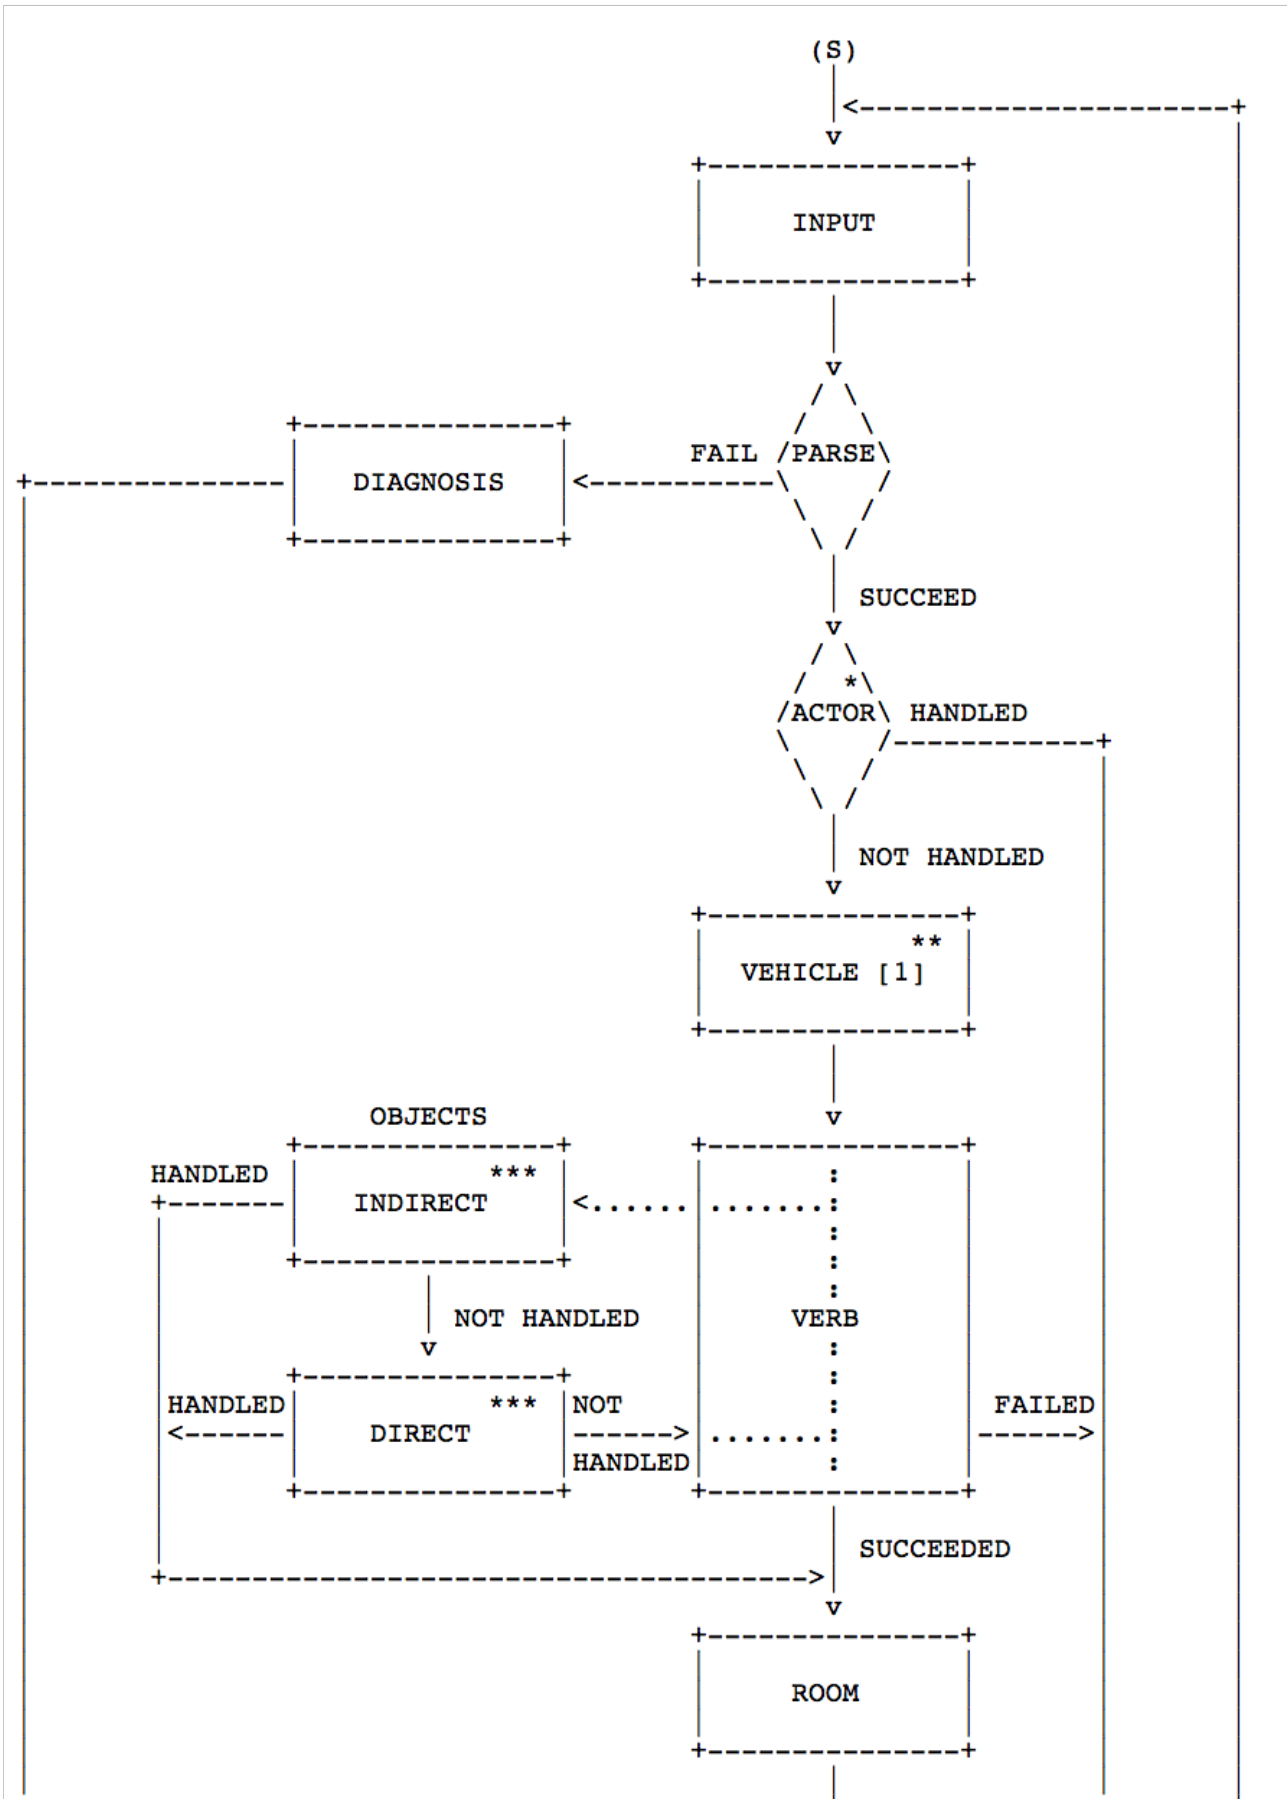 (S)
INPUT
FAIL PARSE
DIAGNOSIS
SUCCEED
*
ACTOR HANDLED
NOT HANDLED
**
VEHICLE [1]
OBJECTS
HANDLED ***
INDIRECT
NOT HANDLED VERB
HANDLED *** NOT FAILED
DIRECT
HANDLED
SUCCEEDED
ROOM